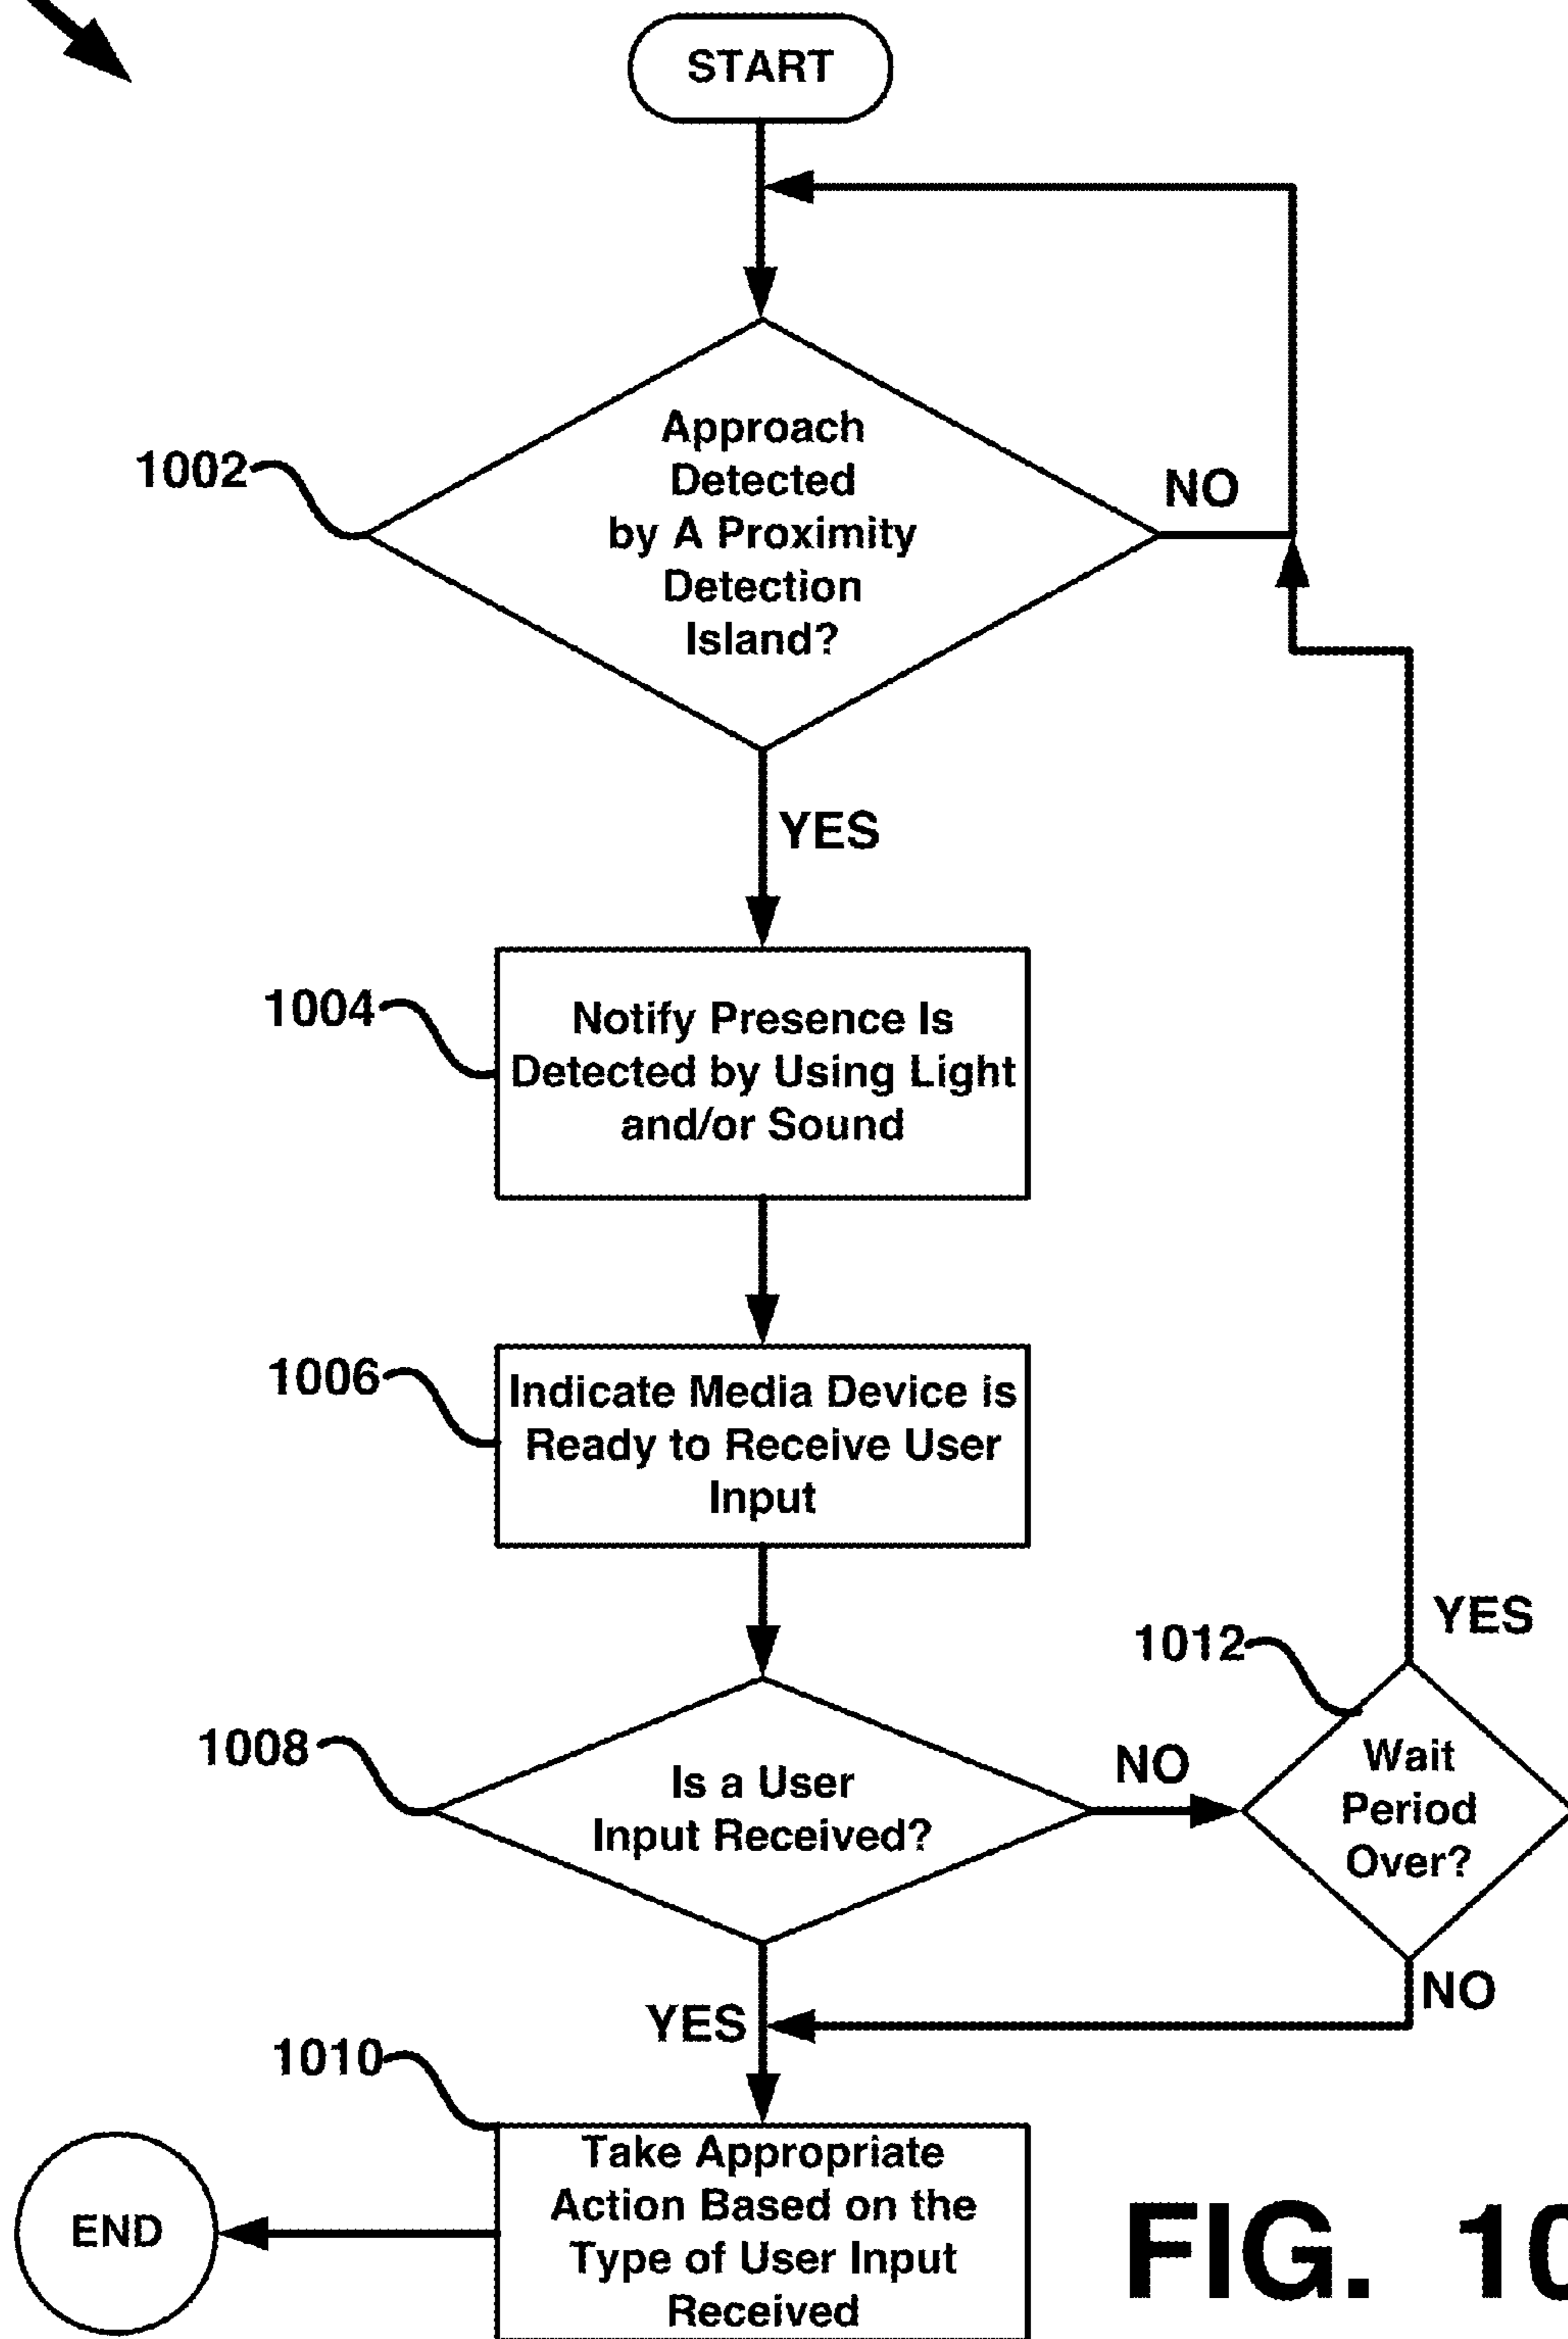 START
1002
Approach
Detected
by A Proximity
Detection
Island?
NO
YES
1004
Notify Presence Is
Detected by Using Light
and/or Sound
1006
Indicate Media Device is
Ready to Receive User
Input
1008
Is a User
Input Received?
NO
1012
YES
Wait
Period
Over?
NO
YES
1010
Take Appropriate
Action Based on the
Type of User Input
Received
END
FIG. 10